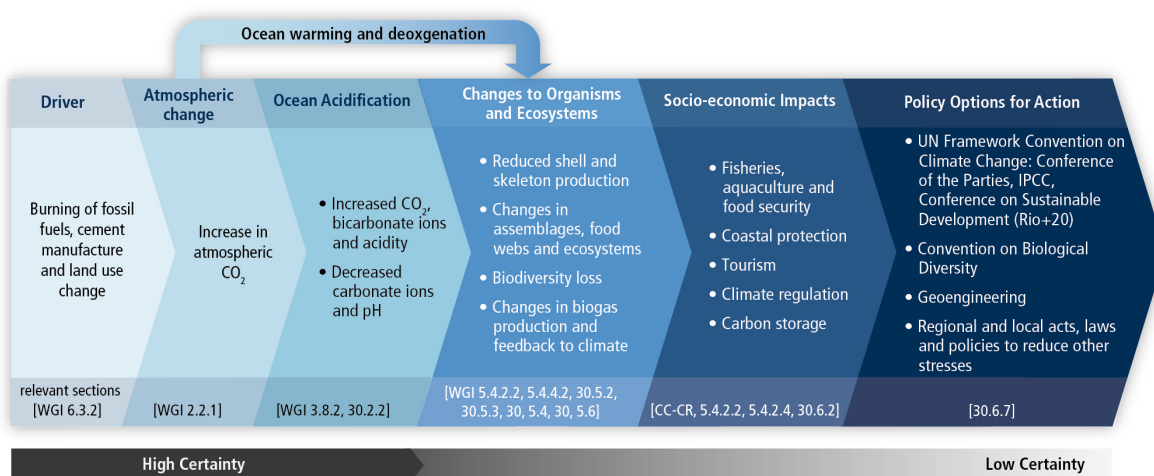 Ocean warming and deoxgenation
Driver
Atmospheric
change
Ocean Acidification
Changes to Organisms
and Ecosystems
Socio-economic Impacts
Policy Options for Action
Burning of fossil
fuels, cement
manufacture
and land use
change
Increase in
atmospheric
CO₂
• Increased CO₂,
bicarbonate ions
and acidity
• Decreased
carbonate ions
and pH
• Reduced shell and
skeleton production
• Changes in
assemblages, food
webs and ecosystems
• Biodiversity loss
• Changes in biogas
production and
feedback to climate
• Fisheries,
aquaculture and
food security
• Coastal protection
• Tourism
• Climate regulation
• Carbon storage
• UN Framework Convention on
Climate Change: Conference
of the Parties, IPCC,
Conference on Sustainable
Development (Rio+20)
• Convention on Biological
Diversity
• Geoengineering
• Regional and local acts, laws
and policies to reduce other
stresses
relevant sections
[WGI 6.3.2]
[WGI 2.2.1]
[WGI 3.8.2, 30.2.2]
[WGI 5.4.2.2, 5.4.4.2, 30.5.2,
30.5.3, 30, 5.4, 30, 5.6]
[CC-CR, 5.4.2.2, 5.4.2.4, 30.6.2]
[30.6.7]
High Certainty
Low Certainty